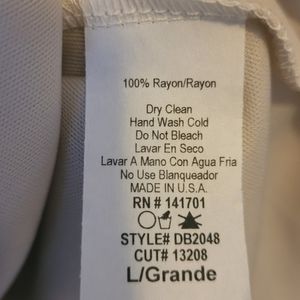 100% Rayon/Rayon
Dry Clean
Hand Wash Cold
Do Not Bleach
Lavar En Seco
Lavar A Mano Con Agua Fria
No Use Blanqueador
MADE IN U.S.A.
RN # 141701
STYLE# DB2048
CUT# 13208
L/Grande